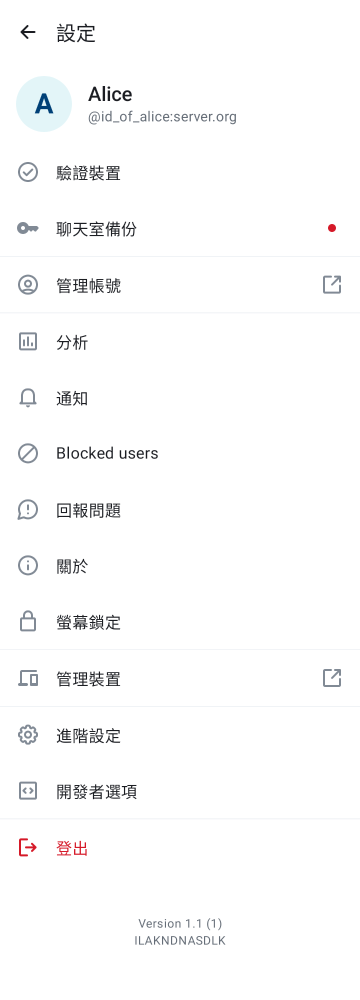 設定
A
Alice
@id_of_alice:server.org
驗證裝置
聊天室備份
管理帳號
分析
通知
Blocked users
回報問題
關於
螢幕鎖定
管理裝置
進階設定
開發者選項
登出
Version 1.1 (1)
ILAKNDNASDLK